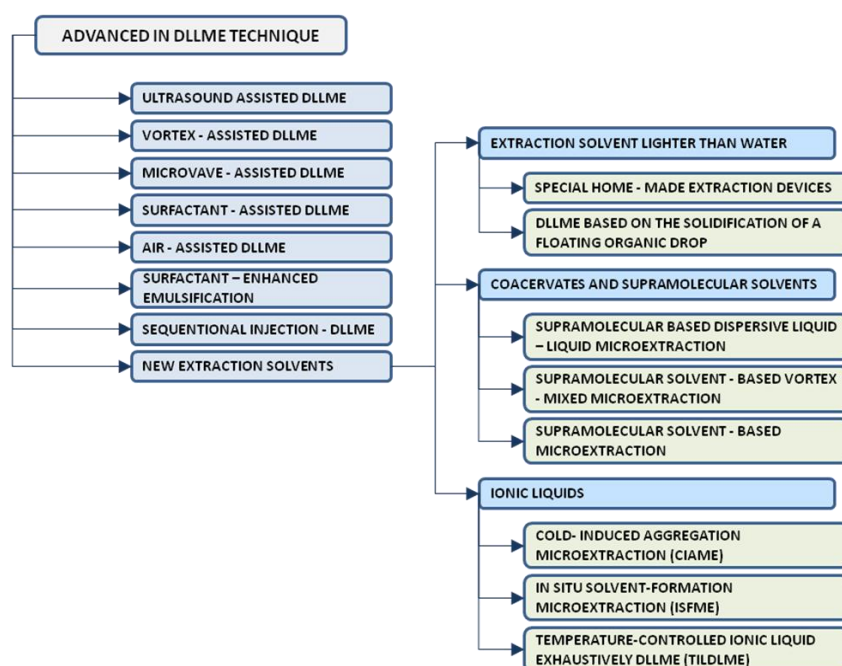 ADVANCED IN DLLME TECHNIQUE
ULTRASOUND ASSISTED DLLME
VORTEX - ASSISTED DLLME
MICROVAVE - ASSISTED DLLME
SURFACTANT - ASSISTED DLLME
AIR - ASSISTED DLLME
SURFACTANT – ENHANCED
EMULSIFICATION
SEQUENTIONAL INJECTION - DLLME
NEW EXTRACTION SOLVENTS
EXTRACTION SOLVENT LIGHTER THAN WATER
SPECIAL HOME - MADE EXTRACTION DEVICES
DLLME BASED ON THE SOLIDIFICATION OF A
FLOATING ORGANIC DROP
COACERVATES AND SUPRAMOLECULAR SOLVENTS
SUPRAMOLECULAR BASED DISPERSIVE LIQUID
– LIQUID MICROEXTRACTION
SUPRAMOLECULAR SOLVENT - BASED VORTEX
- MIXED MICROEXTRACTION
SUPRAMOLECULAR SOLVENT - BASED
MICROEXTRACTION
IONIC LIQUIDS
COLD- INDUCED AGGREGATION
MICROEXTRACTION (CIAME)
IN SITU SOLVENT-FORMATION
MICROEXTRACTION (ISFME)
TEMPERATURE-CONTROLLED IONIC LIQUID
EXHAUSTIVELY DLLME (TILDLME)